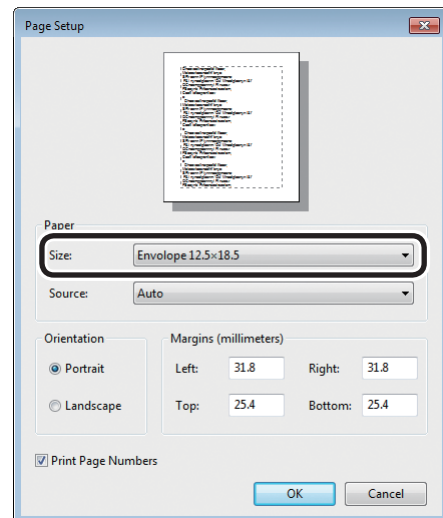 Page Setup
Paper
Size: Envelope 12.5×18.5
Source: Auto
Orientation
Portrait
Landscape
Margins (millimeters)
Left: 31.8 Right: 31.8
Top: 25.4 Bottom: 25.4
Print Page Numbers
OK Cancel